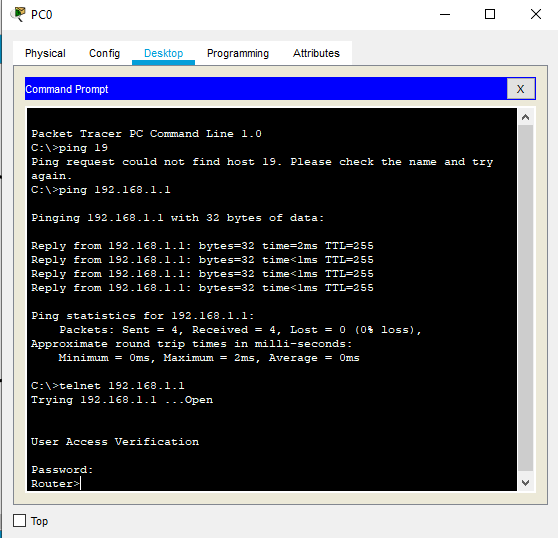 PC0
Physical Config Desktop Programming Attributes
Command Prompt
X
Packet Tracer PC Command Line 1.0
C:\>ping 19
Ping request could not find host 19. Please check the name and try
again.
C:\>ping 192.168.1.1
Pinging 192.168.1.1 with 32 bytes of data:
Reply from 192.168.1.1: bytes=32 time=2ms TTL=255
Reply from 192.168.1.1: bytes=32 time<1ms TTL=255
Reply from 192.168.1.1: bytes=32 time<1ms TTL=255
Reply from 192.168.1.1: bytes=32 time<1ms TTL=255
Ping statistics for 192.168.1.1:
Packets: Sent = 4, Received = 4, Lost = 0 (0% loss),
Approximate round trip times in milli-seconds:
Minimum = 0ms, Maximum = 2ms, Average = 0ms
C:\>telnet 192.168.1.1
Trying 192.168.1.1 ...Open
User Access Verification
Password:
Router>
Top